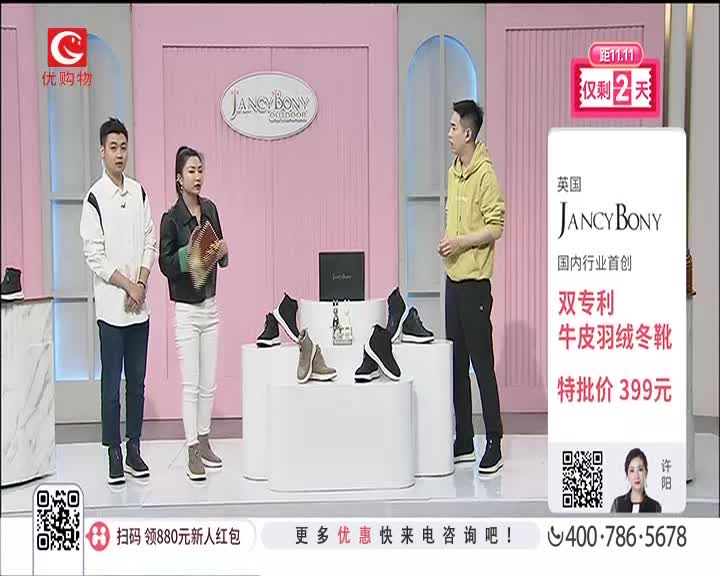 优购物
JANCYBONY
OUTDOOR
JANCYBONY
距11.11
仅剩2天
英国
JANCYBONY
国内行业首创
双专利
牛皮羽绒冬靴
特批价 399元
许阳
扫码 领880元新人红包
更多优惠快来电咨询吧!
400-786-5678